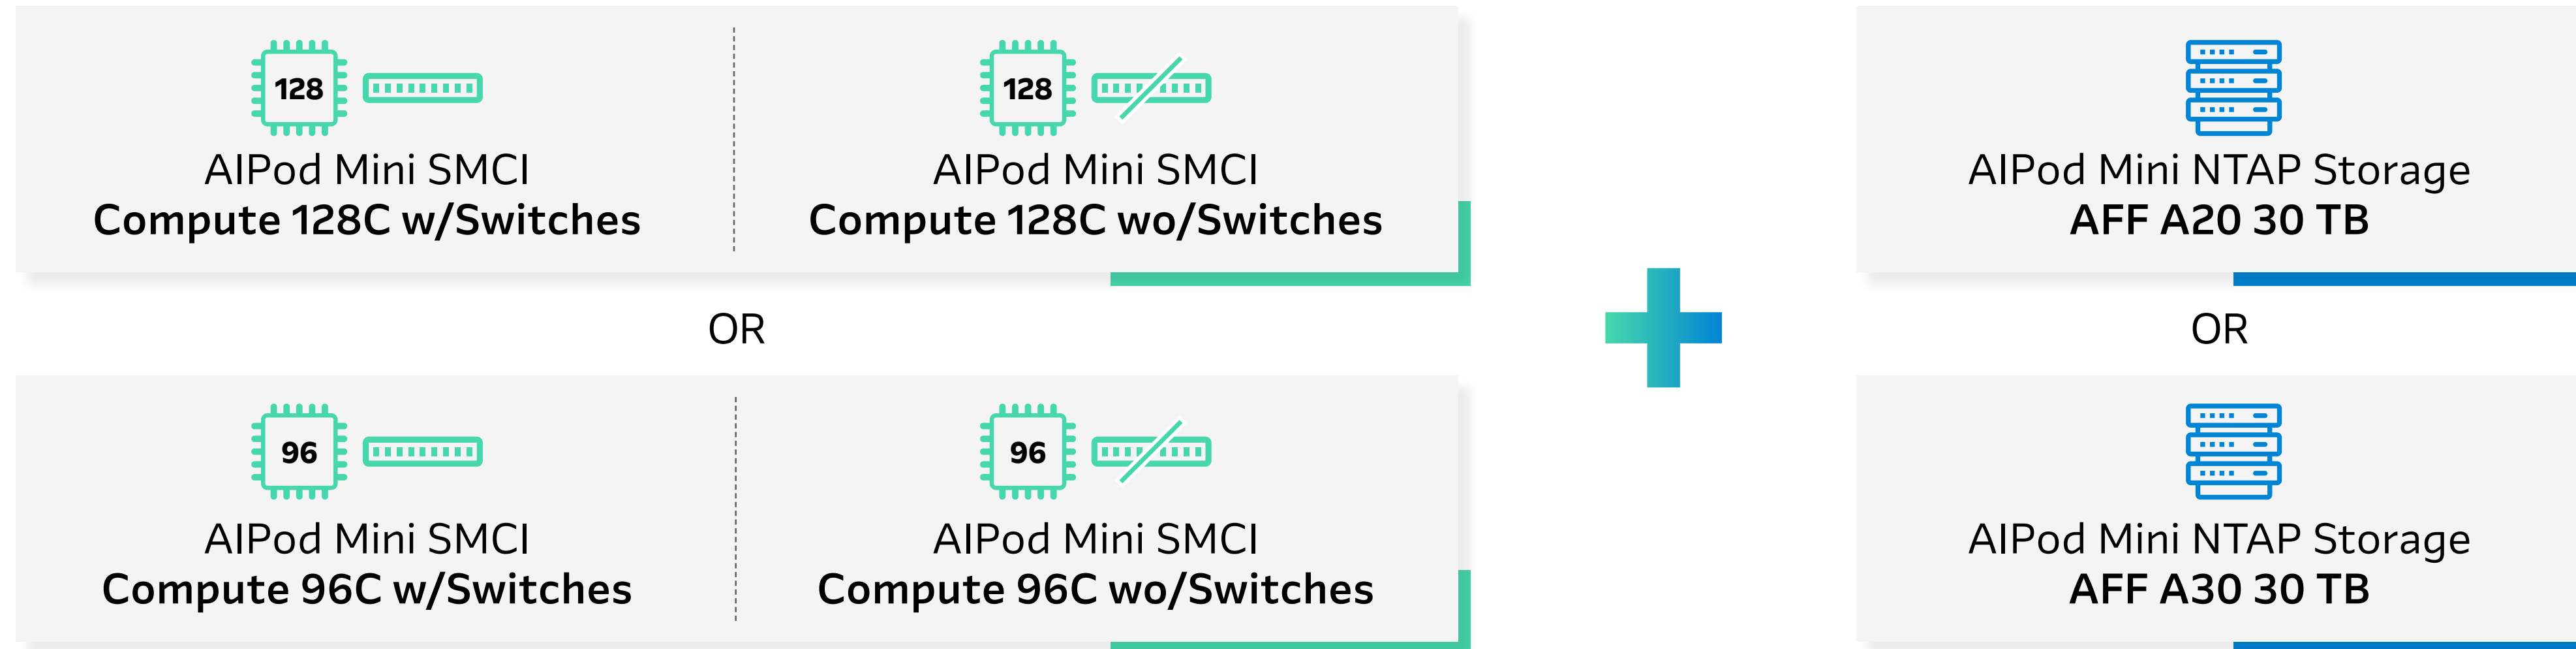 128
AIPod Mini SMCI
Compute 128C w/Switches
128
AIPod Mini SMCI
Compute 128C wo/Switches
OR
96
AIPod Mini SMCI
Compute 96C w/Switches
96
AIPod Mini SMCI
Compute 96C wo/Switches
AIPod Mini NTAP Storage
AFF A20 30 TB
OR
AIPod Mini NTAP Storage
AFF A30 30 TB